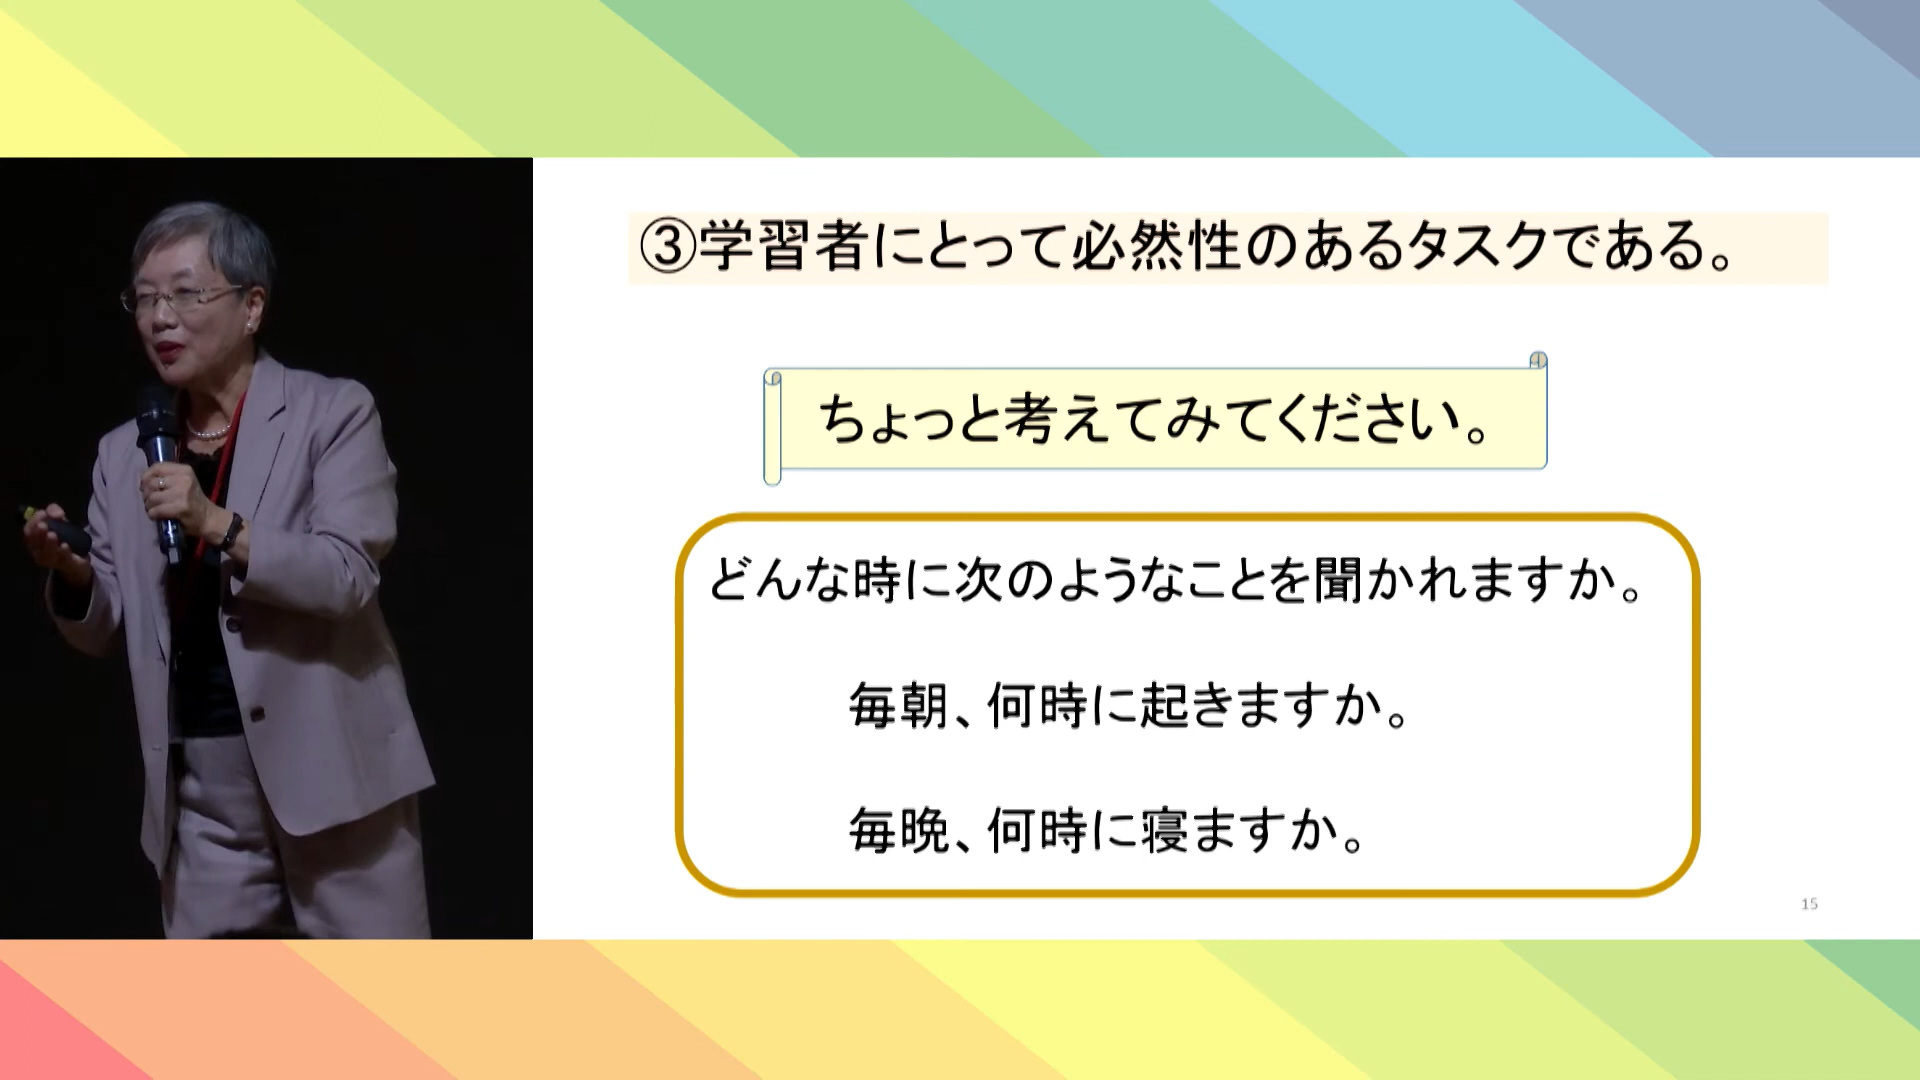 ③学習者にとって必然性のあるタスクである。
ちょっと考えてみてください。
どんな時に次のようなことを聞かれますか。
毎朝、何時に起きますか。
毎晩、何時に寝ますか。
15